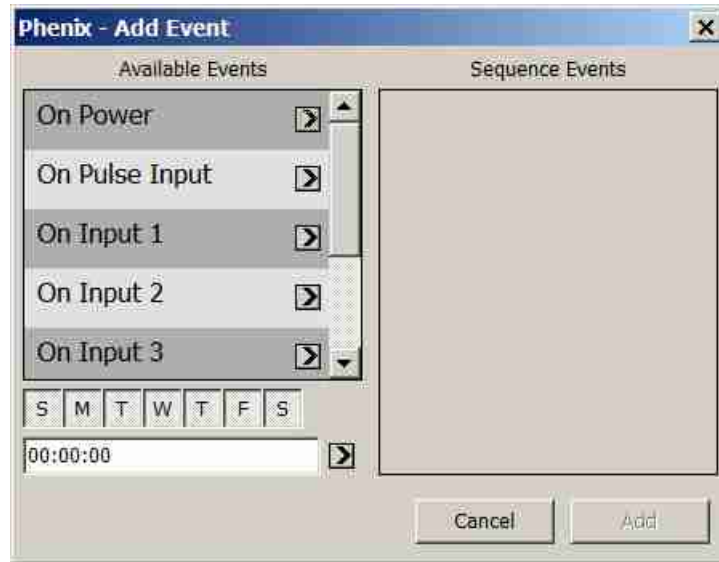 Phenix - Add Event
Available Events
Sequence Events
On Power
On Pulse Input
On Input 1
On Input 2
On Input 3
S M T W T F S
00:00:00
Cancel
Add